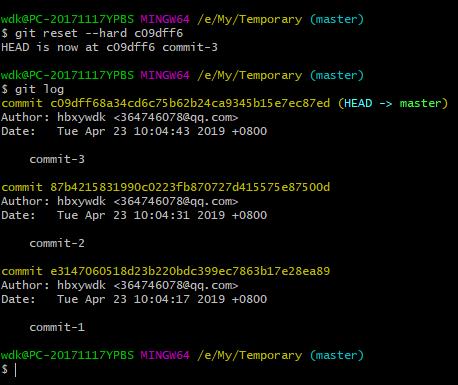 wdk@PC-20171117YPBS MINGW64 /e/My/Temporary (master)
$ git reset --hard c09dff6
HEAD is now at c09dff6 commit-3
wdk@PC-20171117YPBS MINGW64 /e/My/Temporary (master)
$ git log
commit c09dff68a34cd6c75b62b24ca9345b15e7ec87ed (HEAD -> master)
Author: hbxywdk <364746078@qq.com>
Date:   Tue Apr 23 10:04:43 2019 +0800
    commit-3
commit 87b4215831990c0223fb870727d415575e87500d
Author: hbxywdk <364746078@qq.com>
Date:   Tue Apr 23 10:04:31 2019 +0800
    commit-2
commit e3147060518d23b220bdc399ec7863b17e28ea89
Author: hbxywdk <364746078@qq.com>
Date:   Tue Apr 23 10:04:17 2019 +0800
    commit-1
wdk@PC-20171117YPBS MINGW64 /e/My/Temporary (master)
$